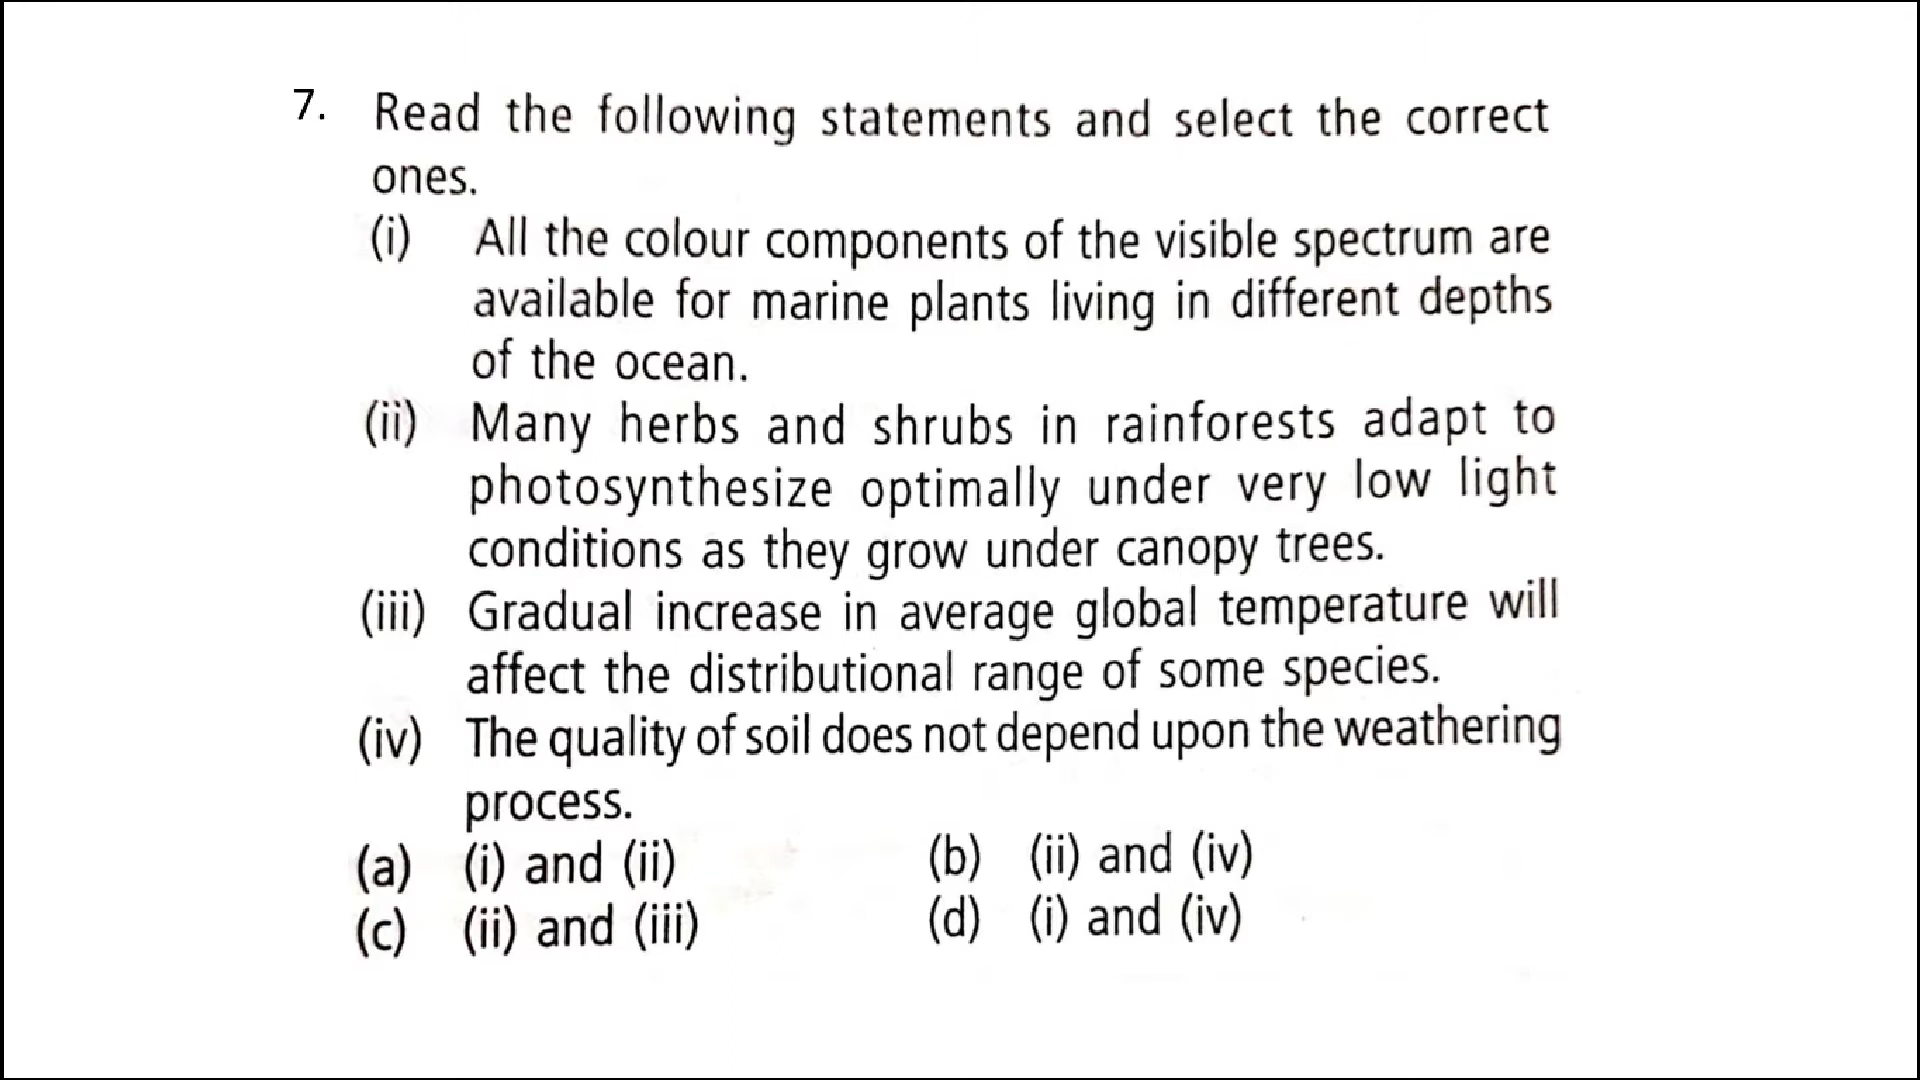 7. Read the following statements and select the correct
ones.
(i) All the colour components of the visible spectrum are
available for marine plants living in different depths
of the ocean.
(ii) Many herbs and shrubs in rainforests adapt to
photosynthesize optimally under very low light
conditions as they grow under canopy trees.
(iii) Gradual increase in average global temperature will
affect the distributional range of some species.
(iv) The quality of soil does not depend upon the weathering
process.
(a) (i) and (ii) (b) (ii) and (iv)
(c) (ii) and (iii) (d) (i) and (iv)